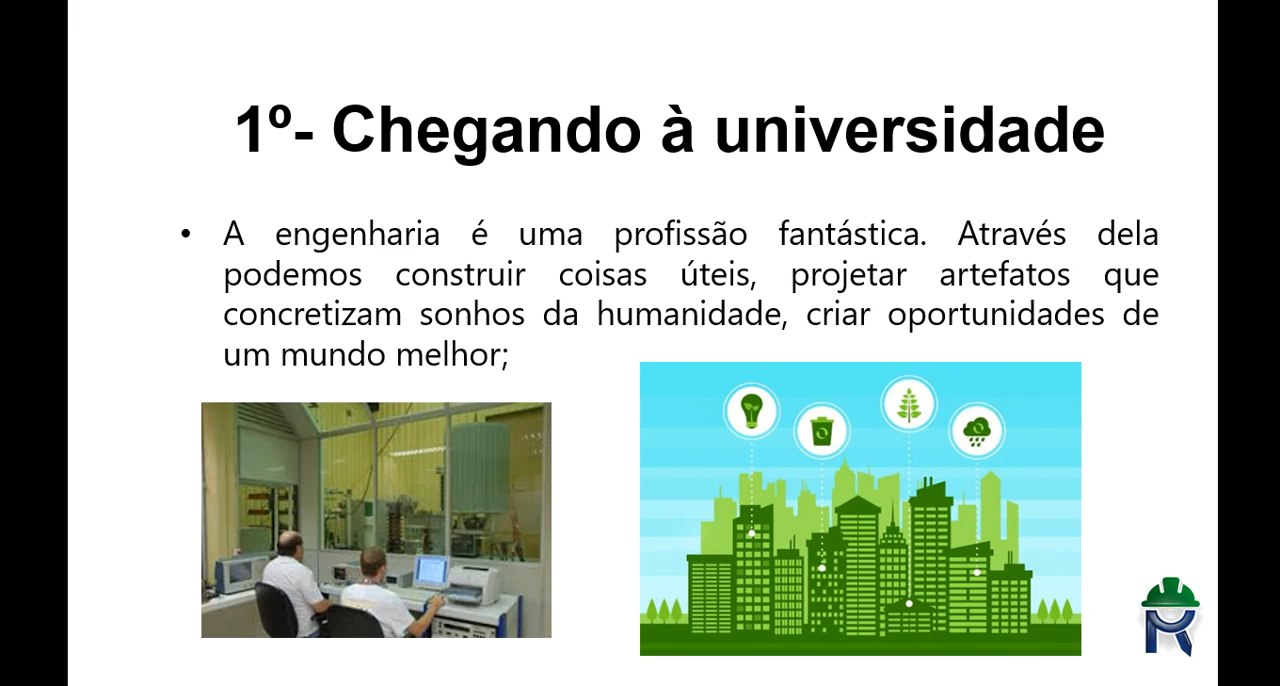 1º- Chegando à universidade
• A engenharia é uma profissão fantástica. Através dela
podemos construir coisas úteis, projetar artefatos que
concretizam sonhos da humanidade, criar oportunidades de
um mundo melhor;
R